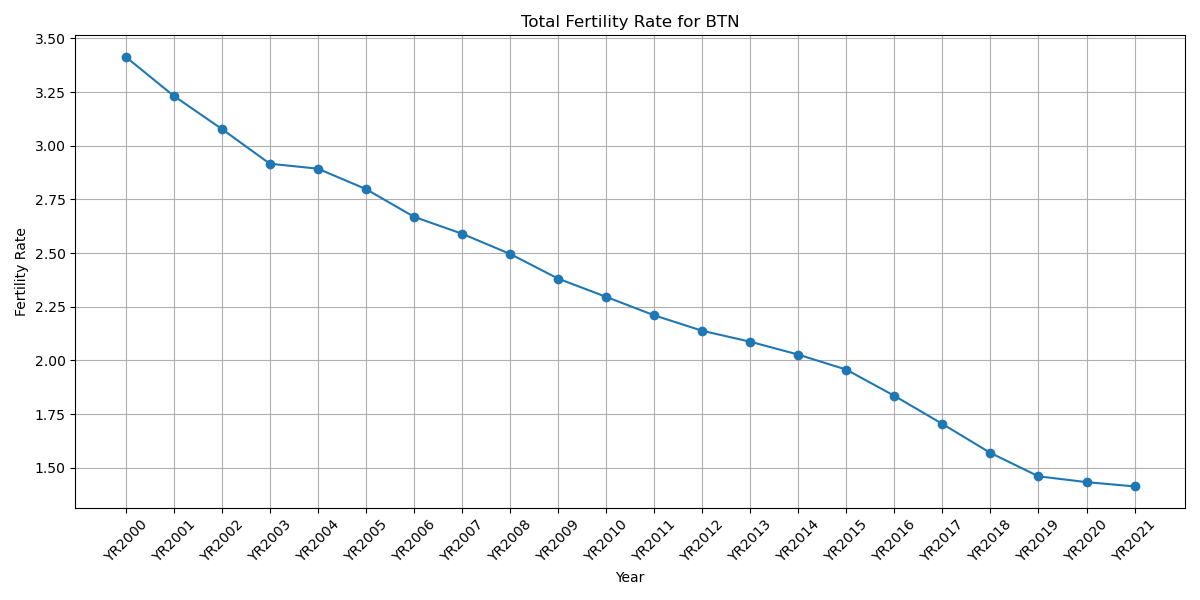 Total Fertility Rate for BTN
3.50
3.25
3.00
2.75
2.50
2.25
2.00
1.75
1.50
Fertility Rate
YR2000
YR2001
YR2002
YR2003
YR2004
YR2005
YR2006
YR2007
YR2008
YR2009
YR2010
YR2011
YR2012
YR2013
YR2014
YR2015
YR2016
YR2017
YR2018
YR2019
YR2020
YR2021
Year